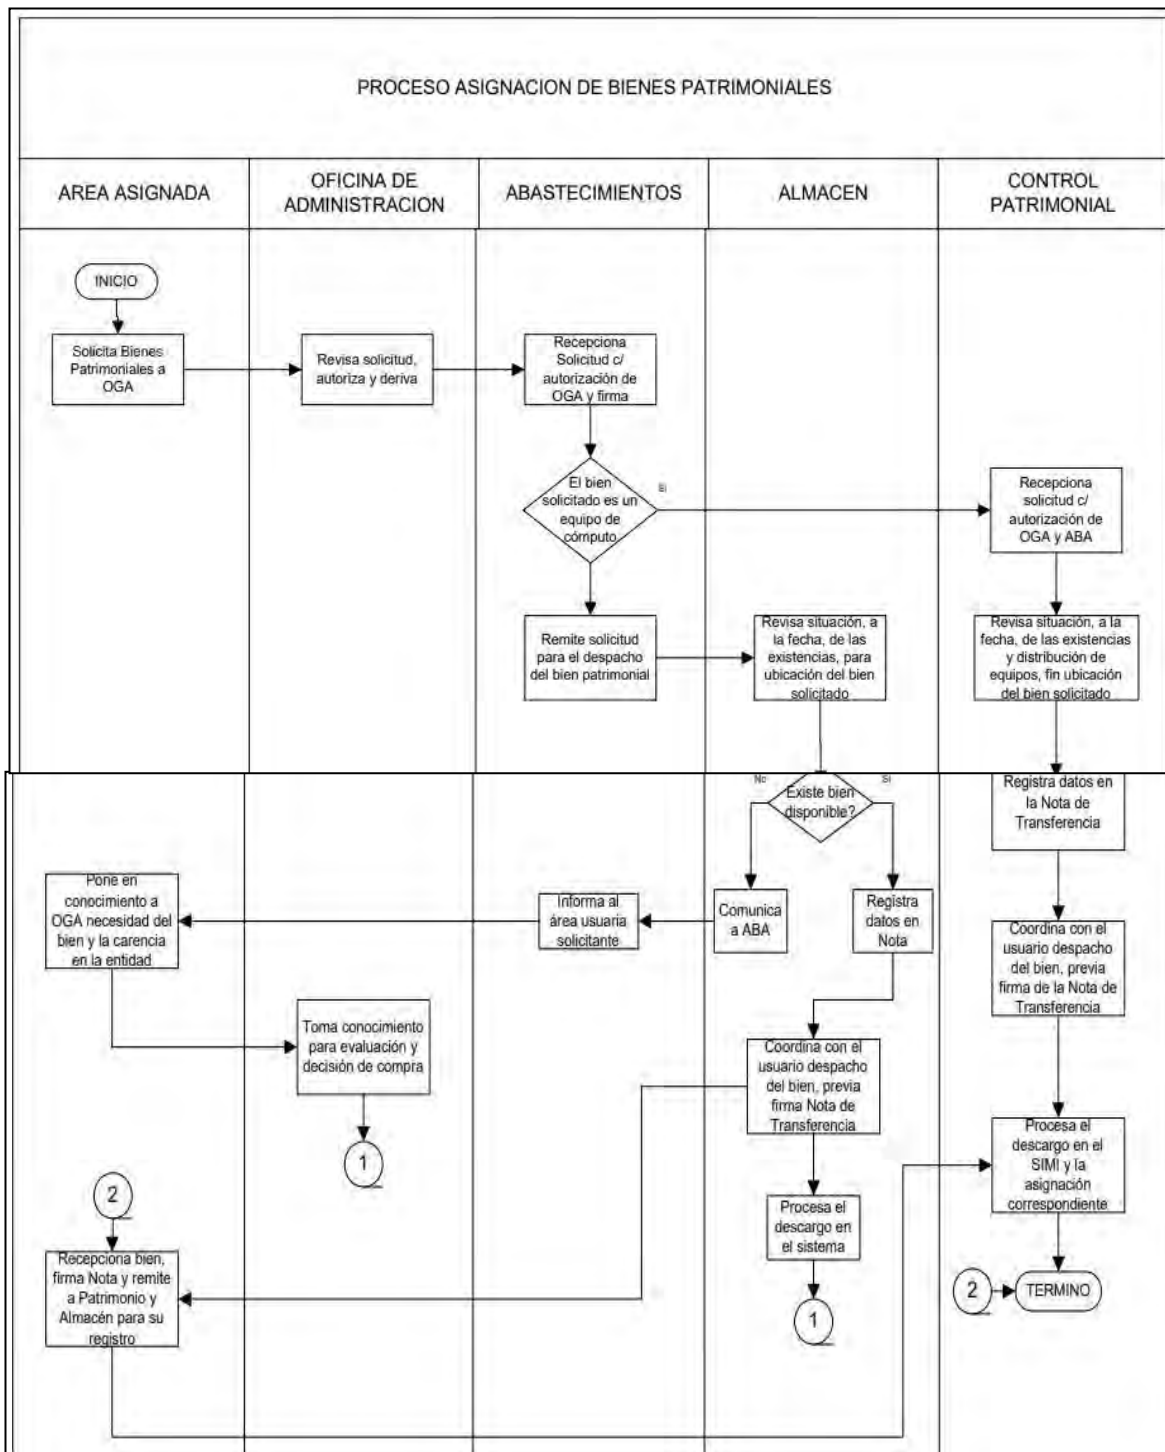 PROCESO ASIGNACION DE BIENES PATRIMONIALES
AREA ASIGNADA
OFICINA DE
ADMINISTRACION
ABASTECIMIENTOS
ALMACEN
CONTROL
PATRIMONIAL
INICIO
Solicita Bienes
Patrimoniales a
OGA
Revisa solicitud,
autoriza y deriva
Recepciona
Solicitud c/
autorización de
OGA y firma
El bien
solicitado es un
equipo de
cómputo
Recepciona
solicitud c/
autorización de
OGA y ABA
Remite solicitud
para el despacho
del bien patrimonial
Revisa situación, a
la fecha, de las
existencias, para
ubicación del bien
solicitado
Revisa situación, a la
fecha, de las existencias
y distribución de
equipos, fin ubicación
del bien solicitado
No
Si
Existe bien
disponible?
Registra datos en
la Nota de
Transferencia
Pone en
conocimiento a
OGA necesidad del
bien y la carencia
en la entidad
Informa al
área usuaria
solicitante
Comunica
a ABA
Registra
datos en
Nota
Coordina con el
usuario despacho
del bien, previa
firma de la Nota de
Transferencia
Toma conocimiento
para evaluación y
decisión de compra
Coordina con el
usuario despacho
del bien, previa
firma Nota de
Transferencia
1
Procesa el
descargo en el
SIMI y la
asignación
correspondiente
2
Procesa el
descargo en
el sistema
Recepciona bien,
firma Nota y remite
a Patrimonio y
Almacén para su
registro
1
2
TERMINO